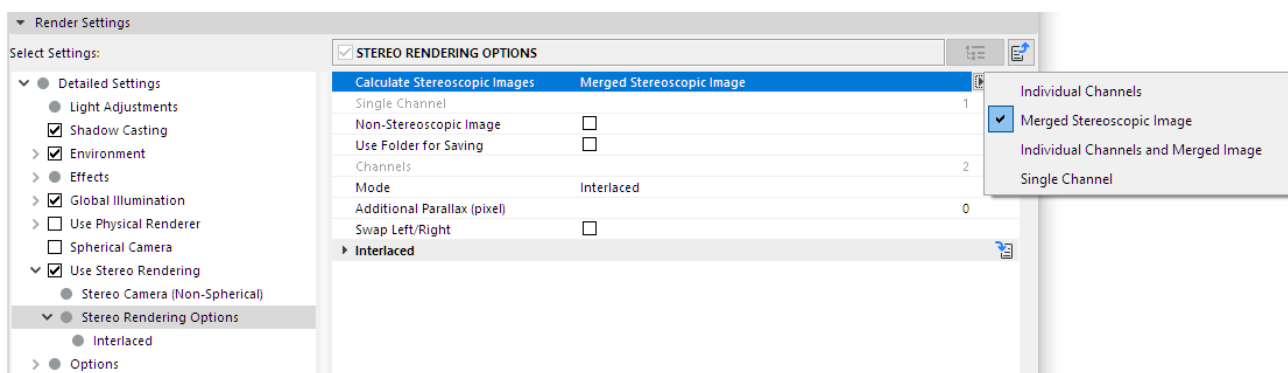 Render Settings
Select Settings:
STEREO RENDERING OPTIONS
Detailed Settings
Light Adjustments
Shadow Casting
Environment
Effects
Global Illumination
Use Physical Renderer
Spherical Camera
Use Stereo Rendering
Stereo Camera (Non-Spherical)
Stereo Rendering Options
Interlaced
Options
Calculate Stereoscopic Images Merged Stereoscopic Image
Single Channel 1
Non-Stereoscopic Image
Use Folder for Saving
Channels 2
Mode Interlaced
Additional Parallax (pixel) 0
Swap Left/Right
Interlaced
Individual Channels
Merged Stereoscopic Image
Individual Channels and Merged Image
Single Channel